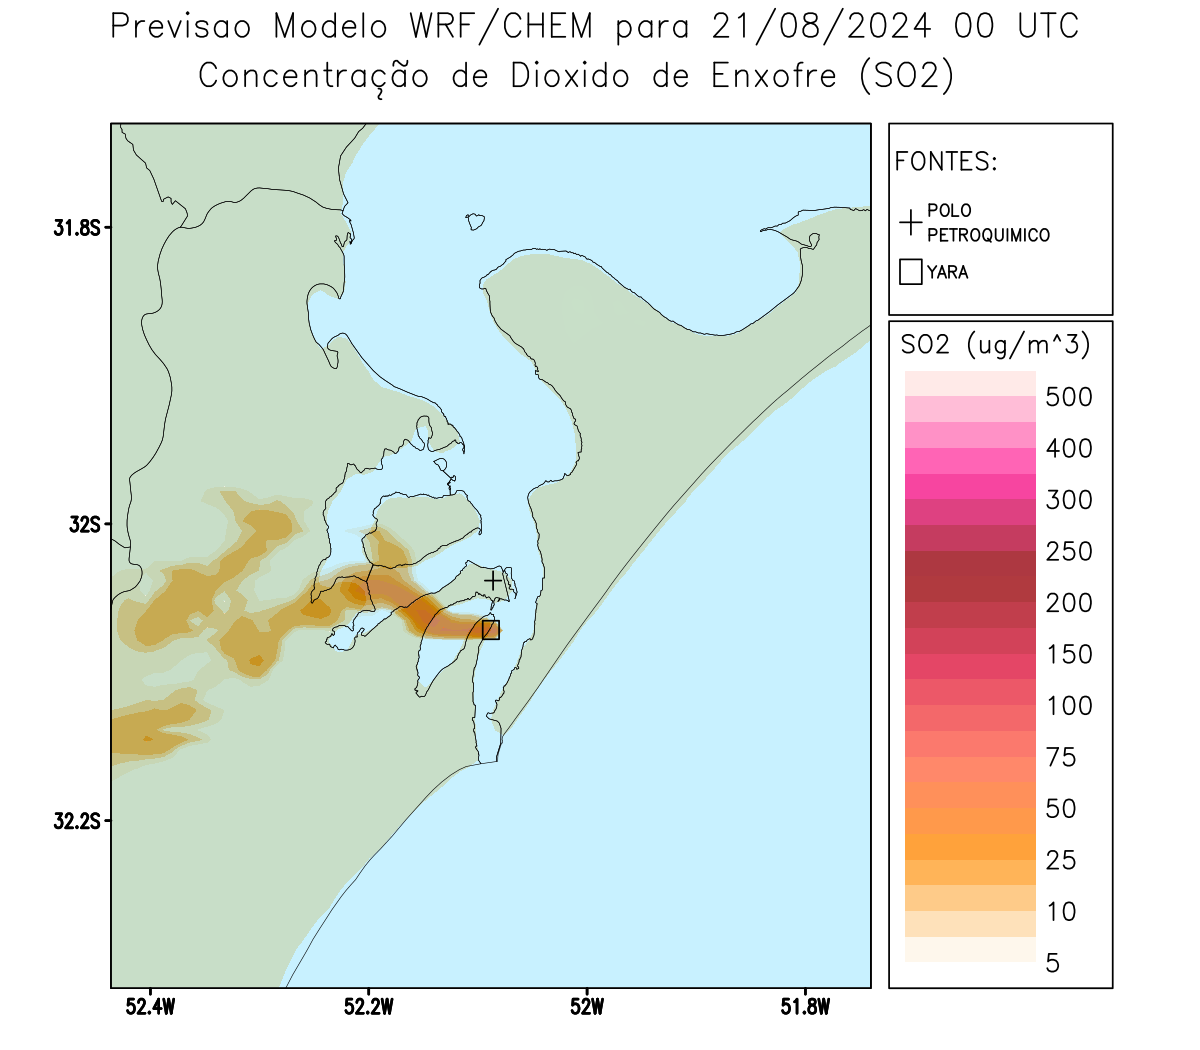 Previsao Modelo WRF/CHEM para 21/08/2024 00 UTC
Concentração de Dioxido de Enxofre (SO2)
FONTES:
POLO
PETROQUIMICO
YARA
SO2 (ug/m^3)
500
400
300
250
200
150
100
75
50
25
10
5
31.8S
32S
32.2S
52.4W
52.2W
52W
51.8W